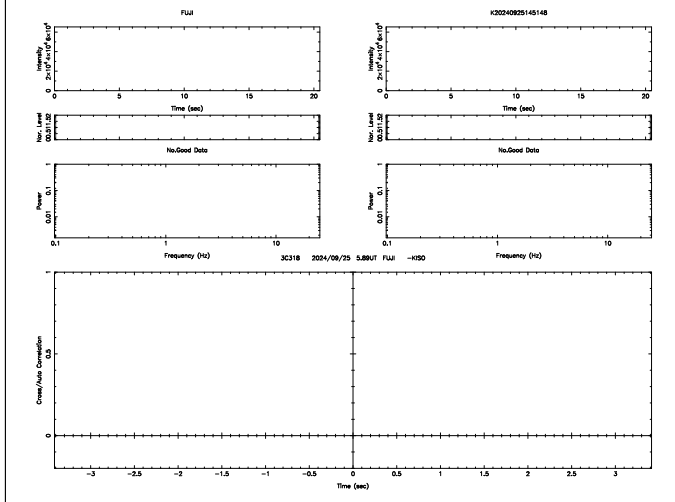 FUJI
K20240925145148
Intensity
0 2×10⁴ 4×10⁴ 6×10⁴
0 5 10 15 20
Time (sec)
Intensity
0 2×10⁴ 4×10⁴ 6×10⁴
0 5 10 15 20
Time (sec)
Nor. Level
0 0.5 1 1.5 2
Nor. Level
0 0.5 1 1.5 2
No.Good Data
No.Good Data
Power
0.01 0.1 1
0.1 1 10
Frequency (Hz)
Power
0.01 0.1 1
0.1 1 10
Frequency (Hz)
3C318 2024/09/25 5.89UT FUJI -KISO
Cross/Auto Correlation
0 0.5 1
-3 -2.5 -2 -1.5 -1 -0.5 0 0.5 1 1.5 2 2.5 3
Time (sec)